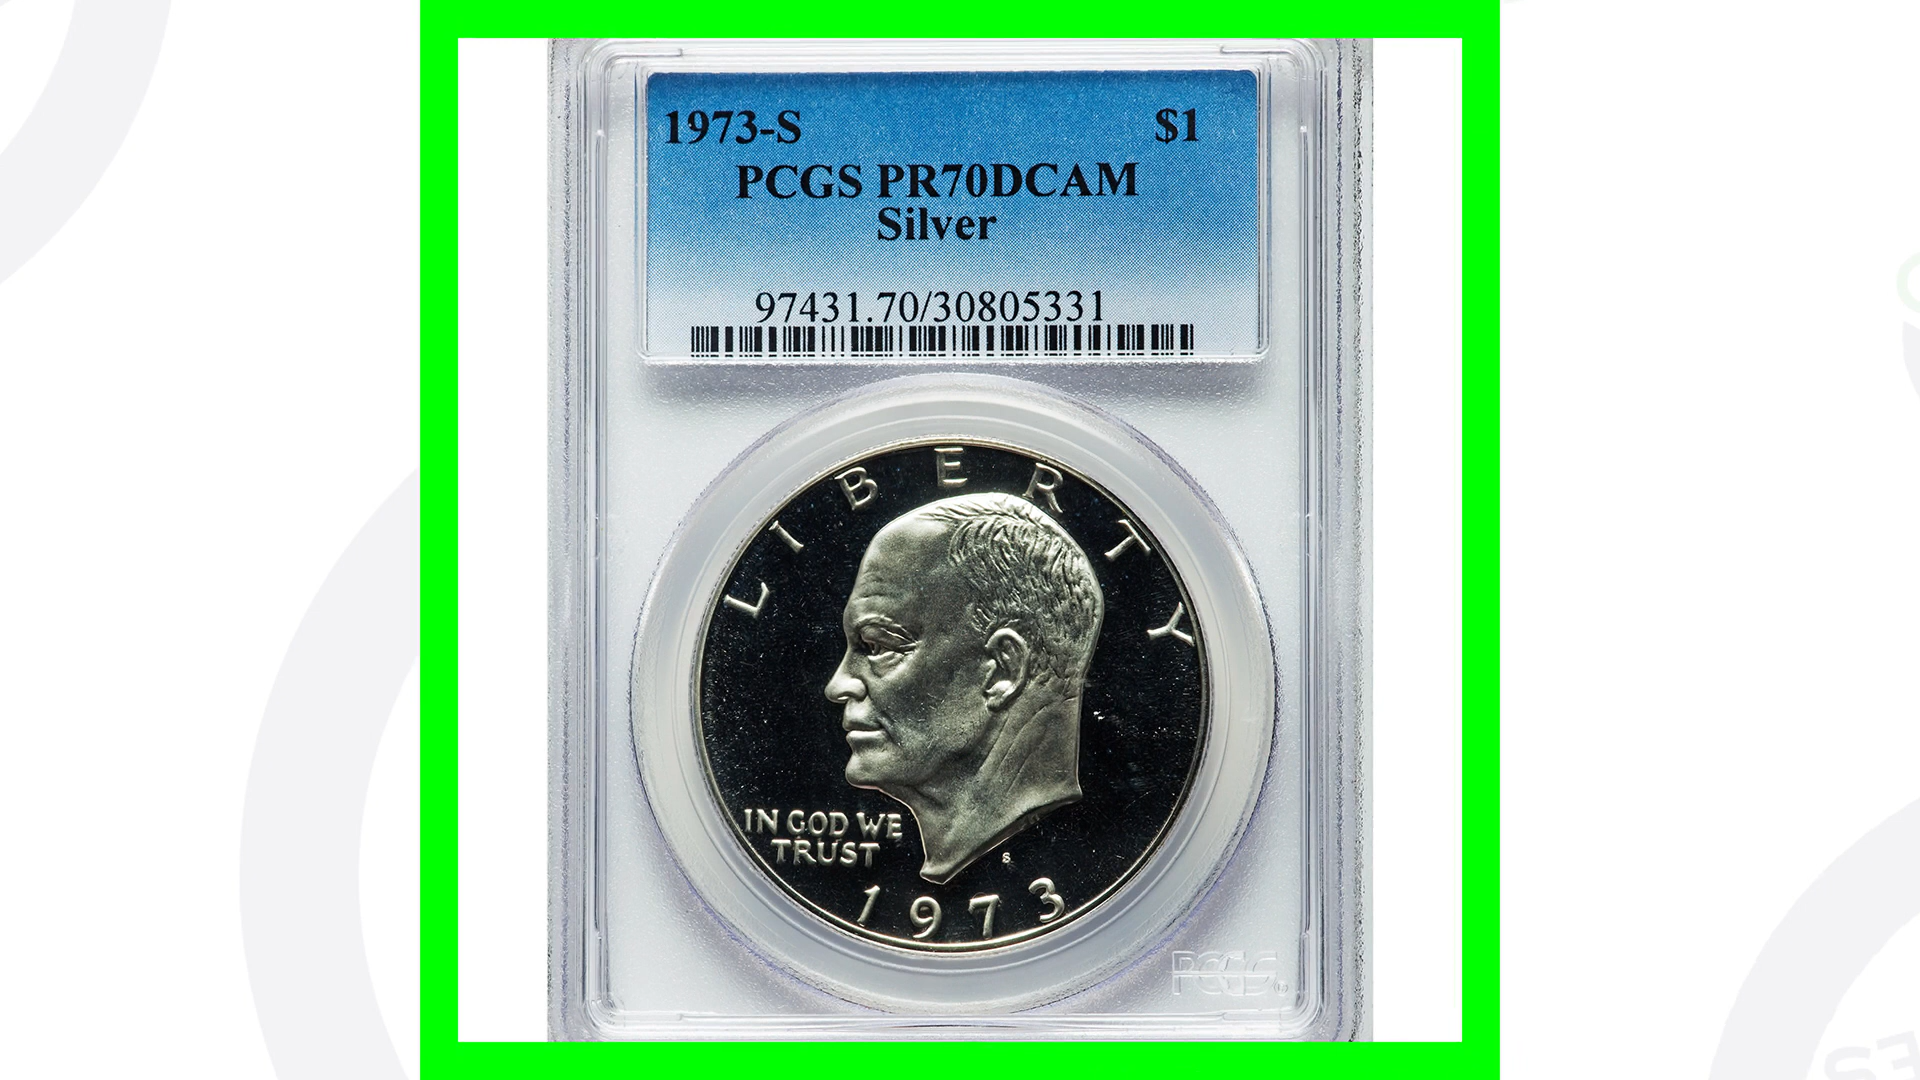 1973-S $1
PCGS PR70DCAM
Silver
97431.70/30805331
LIBERTY
IN GOD WE
TRUST
S
1973
PCGS